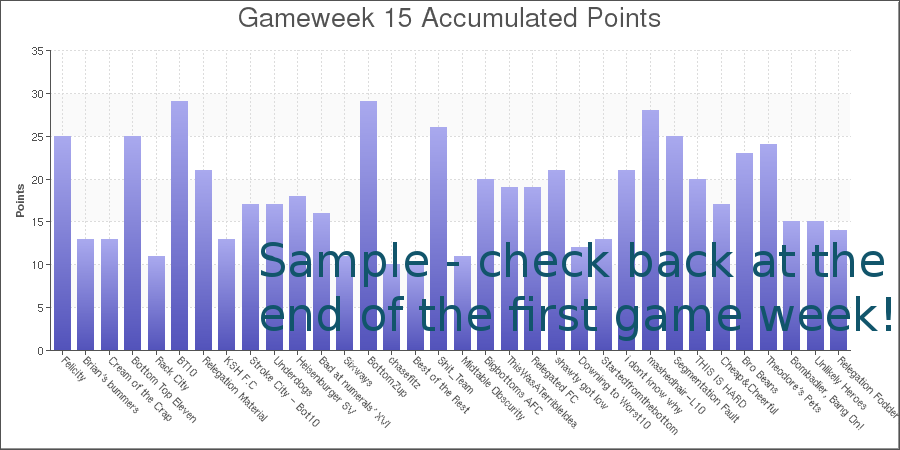 Gameweek 15 Accumulated Points
35
30
25
20
15
10
5
0
Points
Felicity
Brian's bummers
Cream of the Crap
Bottom Top Eleven
Rack City
BT10
Relegation Material
KSH F.C
Stroke City - Bot10
Underdogs
Heisenburger SV
Bad at numerals' XVI
Sixways
BottomZup
chasefitz
Best of the Rest
Shit_Team
Midtable Obscurity
Bigbottoms AFC
ThisWasATerribleIdea
Relegated FC
shawty got low
Downing to Worst10
Startedfromthebottom
I dont know why
mashedhair-L10
Segmentation Fault
THIS IS HARD
Cheap&Cheerful
Bro Beans
Theodore's Pets
Bombadier, Bang On!
Unlikely Heroes
Relegation Fodder
Sample - check back at the
end of the first game week!